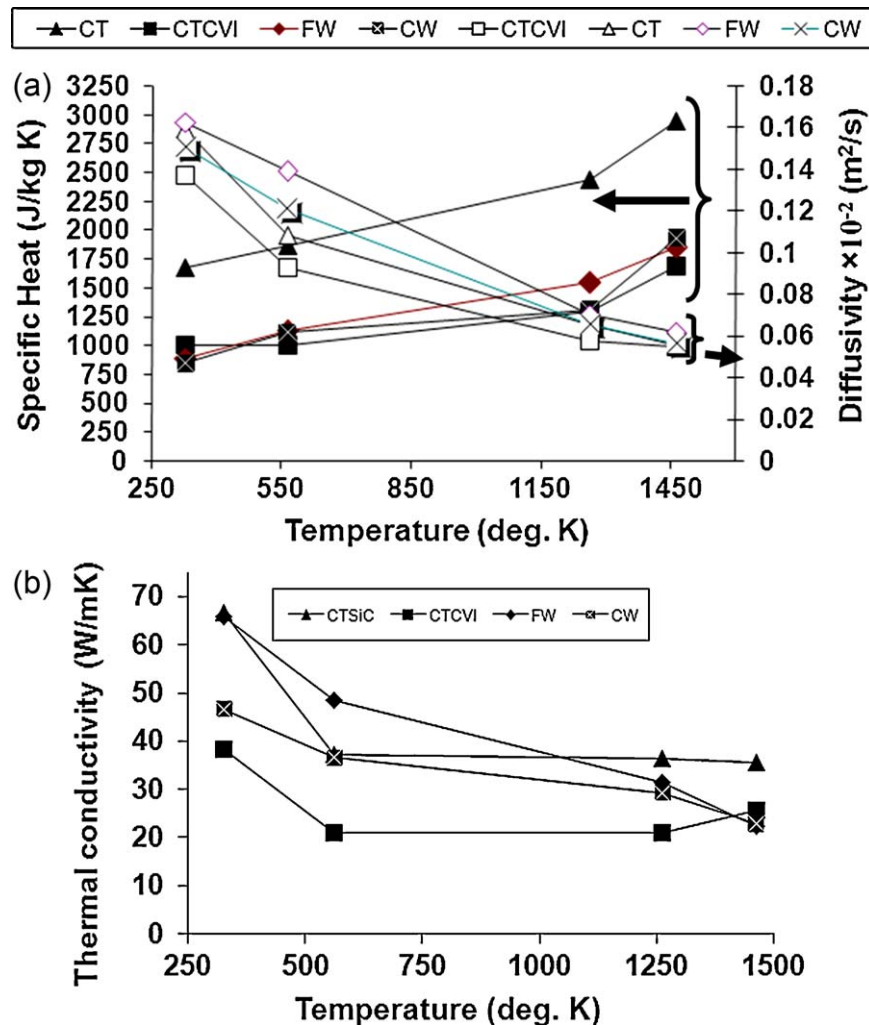 CT CTCVI FW CW CTCVI CT FW CW
(a)
Specific Heat (J/kg K)
3250
3000
2750
2500
2250
2000
1750
1500
1250
1000
750
500
250
0
0.18
0.16
0.14
0.12
0.1
0.08
0.06
0.04
0.02
0
Diffusivity ×10-2 (m2/s)
250 550 850 1150 1450
Temperature (deg. K)
(b)
Thermal conductivity (W/mK)
70
60
50
40
30
20
10
0
CTSiC CTCVI FW CW
250 500 750 1000 1250 1500
Temperature (deg. K)